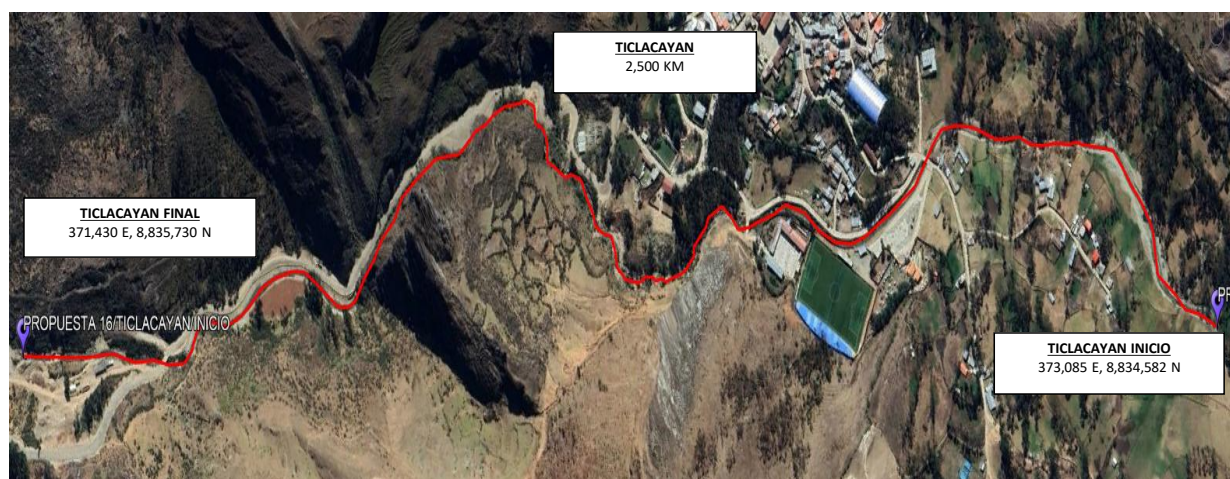 TICLACAYAN
2,500 KM
TICLACAYAN FINAL
371,430 E, 8,835,730 N
PROPUESTA 16/TICLACAYAN/INICIO
PR
TICLACAYAN INICIO
373,085 E, 8,834,582 N